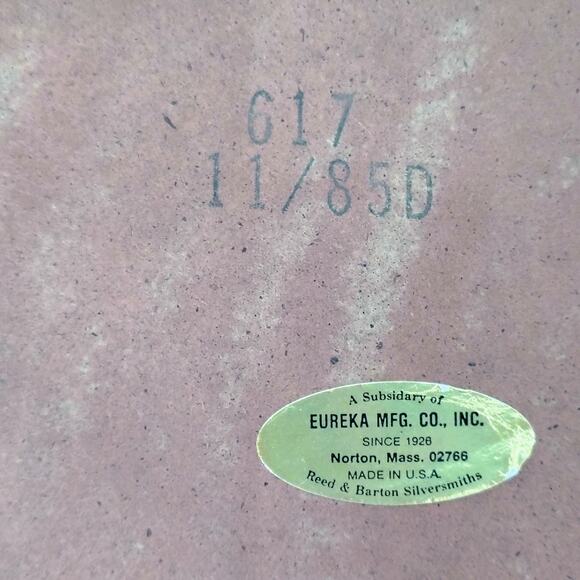 617
11/85D
A Subsidary of
EUREKA MFG. CO., INC.
SINCE 1926
Norton, Mass. 02766
MADE IN U.S.A.
Reed & Barton Silversmiths